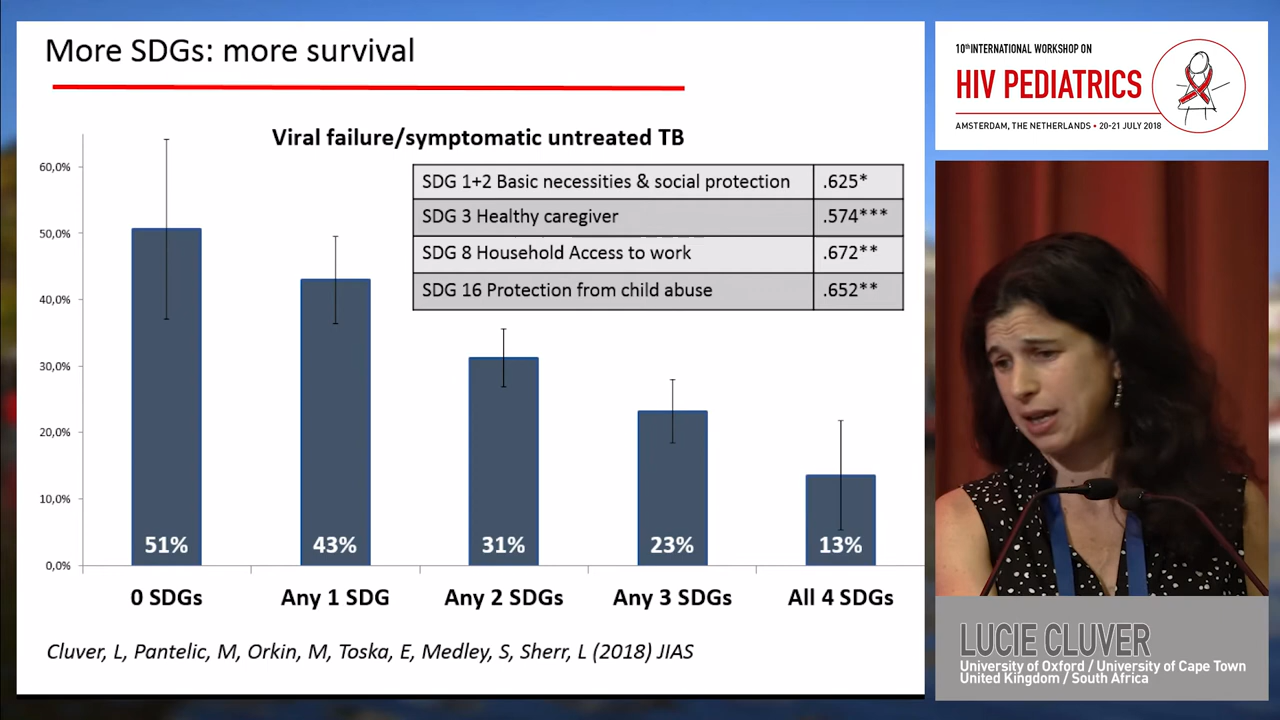 More SDGs: more survival
Viral failure/symptomatic untreated TB
SDG 1+2 Basic necessities & social protection .625*
SDG 3 Healthy caregiver .574***
SDG 8 Household Access to work .672**
SDG 16 Protection from child abuse .652**
60,0%
50,0%
40,0%
30,0%
20,0%
10,0%
0,0%
51% 43% 31% 23% 13%
0 SDGs Any 1 SDG Any 2 SDGs Any 3 SDGs All 4 SDGs
Cluver, L, Pantelic, M, Orkin, M, Toska, E, Medley, S, Sherr, L (2018) JIAS
10th INTERNATIONAL WORKSHOP ON
HIV PEDIATRICS
AMSTERDAM, THE NETHERLANDS • 20-21 JULY 2018
LUCIE CLUVER
University of Oxford / University of Cape Town
United Kingdom / South Africa